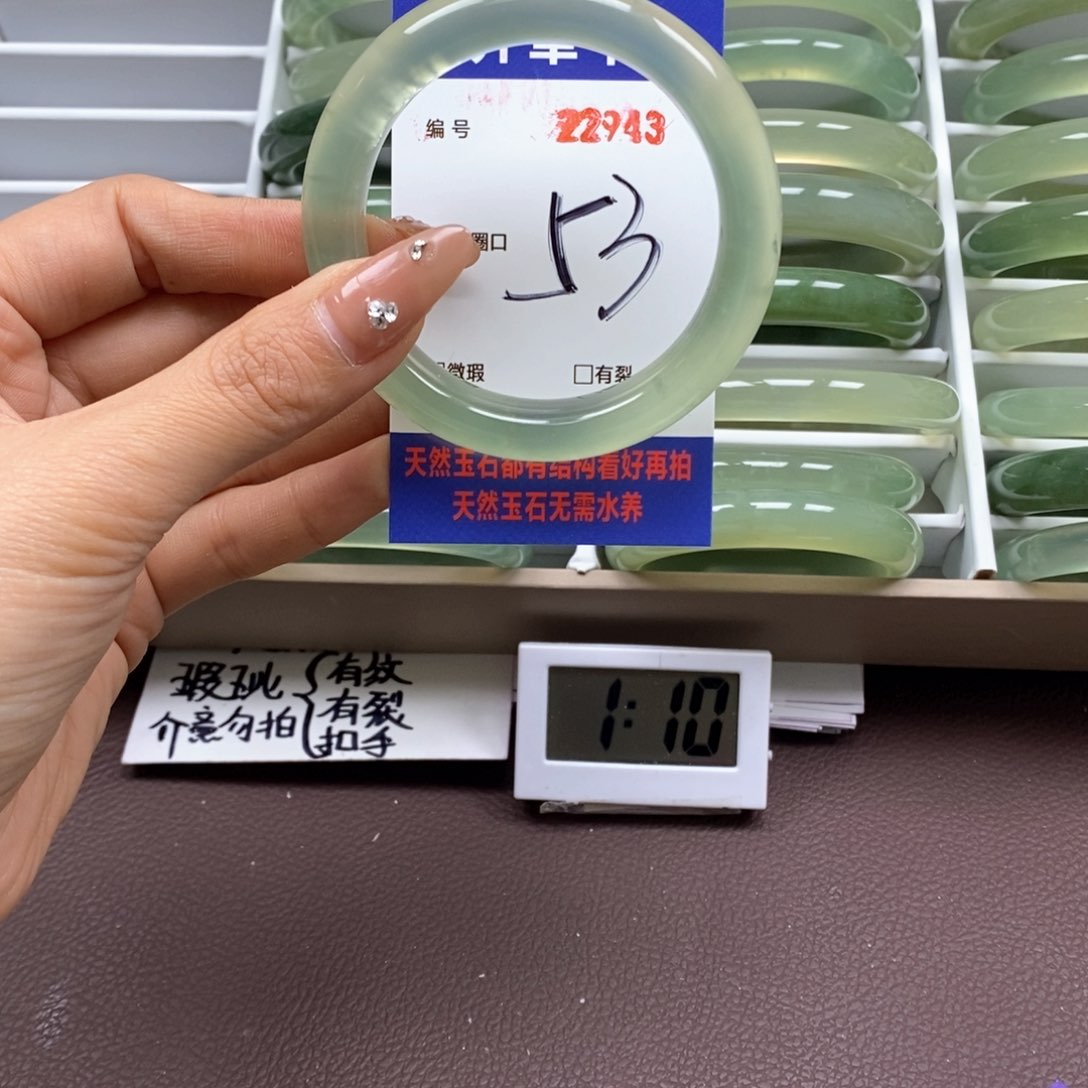 编号 22943
圈口 53
微瑕 □有裂
天然玉石都有结构看好再拍
天然玉石无需水养
瑕玼 { 有纹
有裂
扣手
介意勿拍
1:10